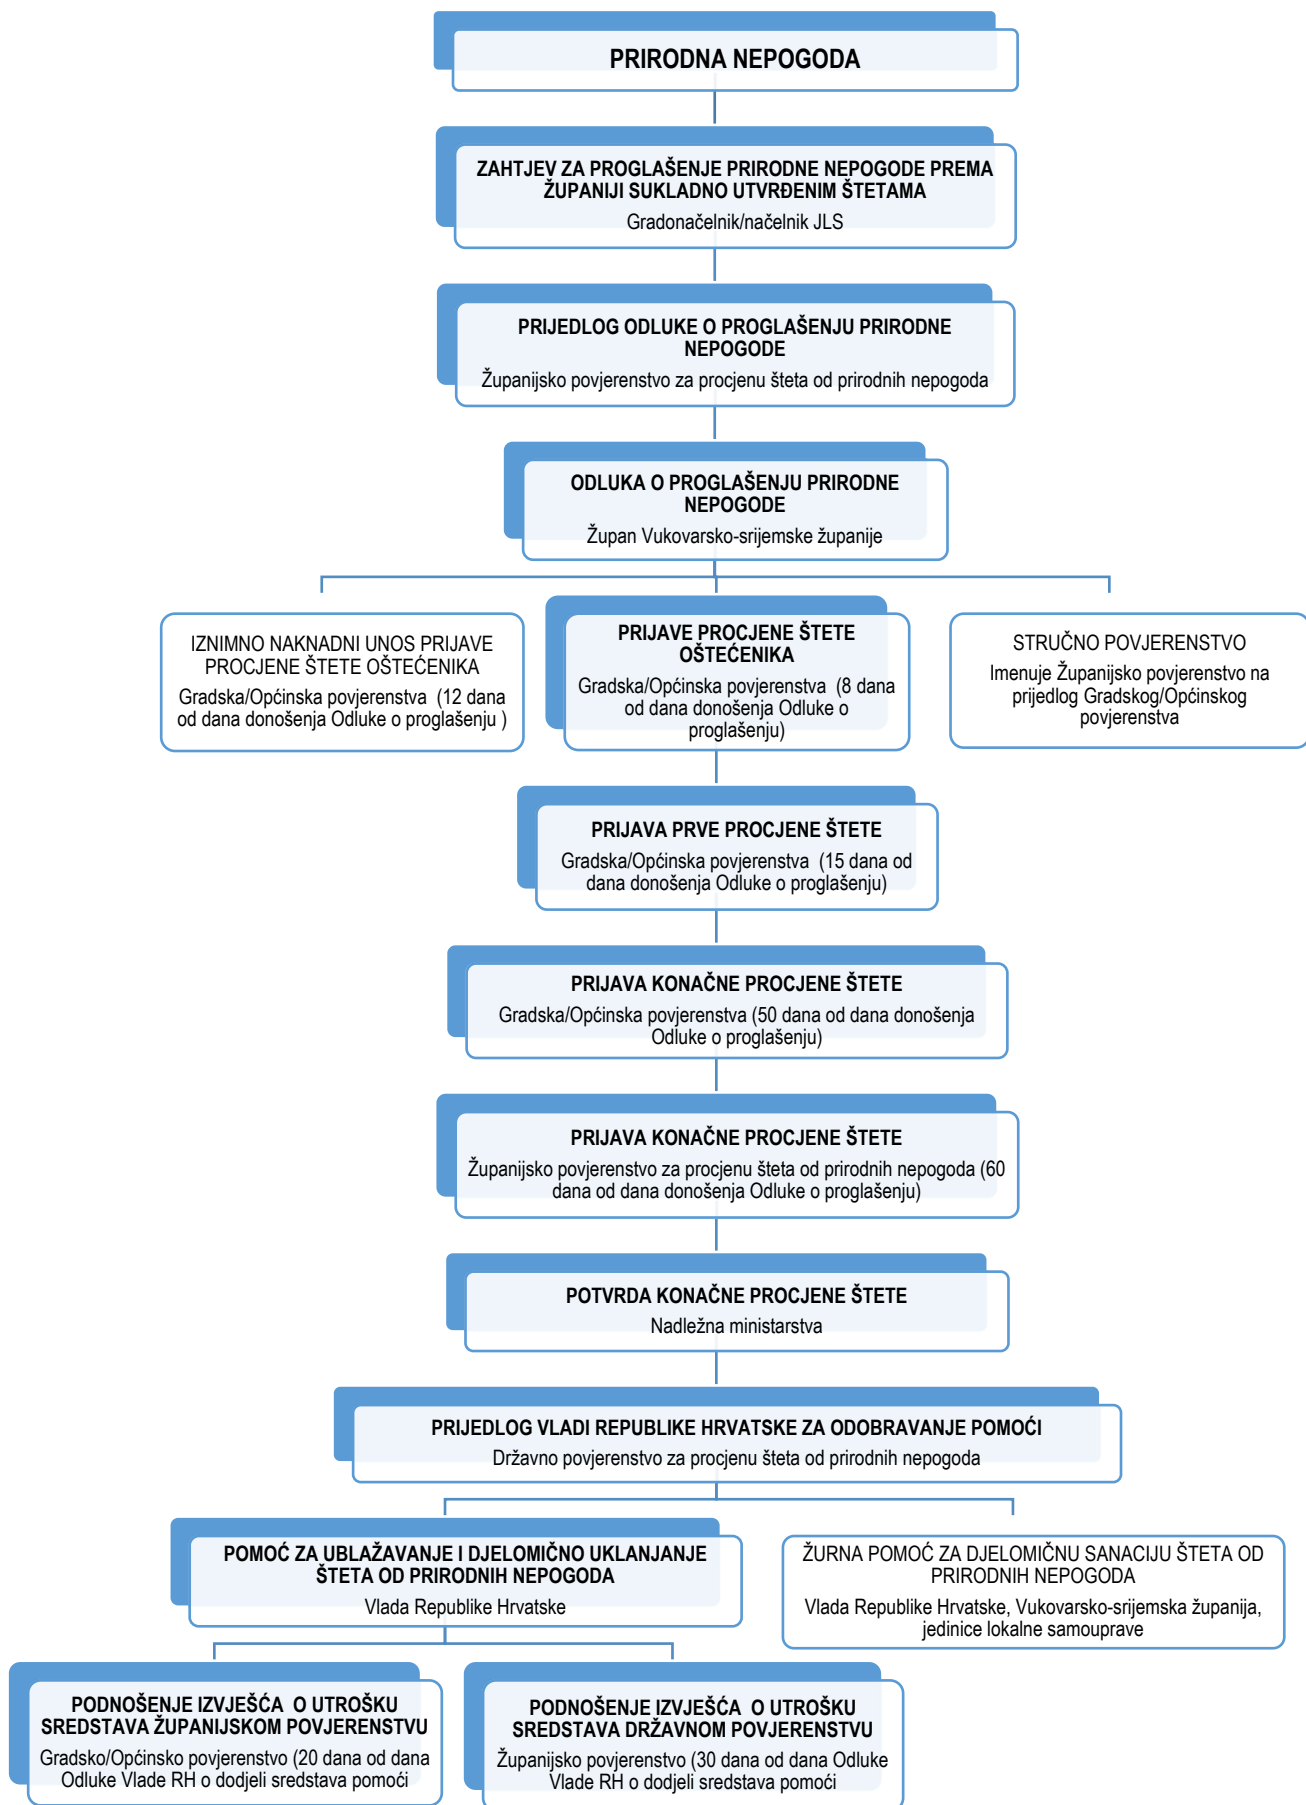 PRIRODNA NEPOGODA
ZAHTJEV ZA PROGLAŠENJE PRIRODNE NEPOGODE PREMA
ŽUPANIJI SUKLADNO UTVRĐENIM ŠTETAMA
Gradonačelnik/načelnik JLS
PRIJEDLOG ODLUKE O PROGLAŠENJU PRIRODNE
NEPOGODE
Županijsko povjerenstvo za procjenu šteta od prirodnih nepogoda
ODLUKA O PROGLAŠENJU PRIRODNE
NEPOGODE
Župan Vukovarsko-srijemske županije
IZNIMNO NAKNADNI UNOS PRIJAVE
PROCJENE ŠTETE OŠTEĆENIKA
Gradska/Općinska povjerenstva  (12 dana
od dana donošenja Odluke o proglašenju )
PRIJAVE PROCJENE ŠTETE
OŠTEĆENIKA
Gradska/Općinska povjerenstva  (8 dana
od dana donošenja Odluke o
proglašenju)
STRUČNO POVJERENSTVO
Imenuje Županijsko povjerenstvo na
prijedlog Gradskog/Općinskog
povjerenstva
PRIJAVA PRVE PROCJENE ŠTETE
Gradska/Općinska povjerenstva  (15 dana od
dana donošenja Odluke o proglašenju)
PRIJAVA KONAČNE PROCJENE ŠTETE
Gradska/Općinska povjerenstva (50 dana od dana donošenja
Odluke o proglašenju)
PRIJAVA KONAČNE PROCJENE ŠTETE
Županijsko povjerenstvo za procjenu šteta od prirodnih nepogoda (60
dana od dana donošenja Odluke o proglašenju)
POTVRDA KONAČNE PROCJENE ŠTETE
Nadležna ministarstva
PRIJEDLOG VLADI REPUBLIKE HRVATSKE ZA ODOBRAVANJE POMOĆI
Državno povjerenstvo za procjenu šteta od prirodnih nepogoda
POMOĆ ZA UBLAŽAVANJE I DJELOMIČNO UKLANJANJE
ŠTETA OD PRIRODNIH NEPOGODA
Vlada Republike Hrvatske
ŽURNA POMOĆ ZA DJELOMIČNU SANACIJU ŠTETA OD
PRIRODNIH NEPOGODA
Vlada Republike Hrvatske, Vukovarsko-srijemska županija,
jedinice lokalne samouprave
PODNOŠENJE IZVJEŠĆA  O UTROŠKU
SREDSTAVA ŽUPANIJSKOM POVJERENSTVU
Gradsko/Općinsko povjerenstvo (20 dana od dana
Odluke Vlade RH o dodjeli sredstava pomoći
PODNOŠENJE IZVJEŠĆA  O UTROŠKU
SREDSTAVA DRŽAVNOM POVJERENSTVU
Županijsko povjerenstvo (30 dana od dana Odluke
Vlade RH o dodjeli sredstava pomoći